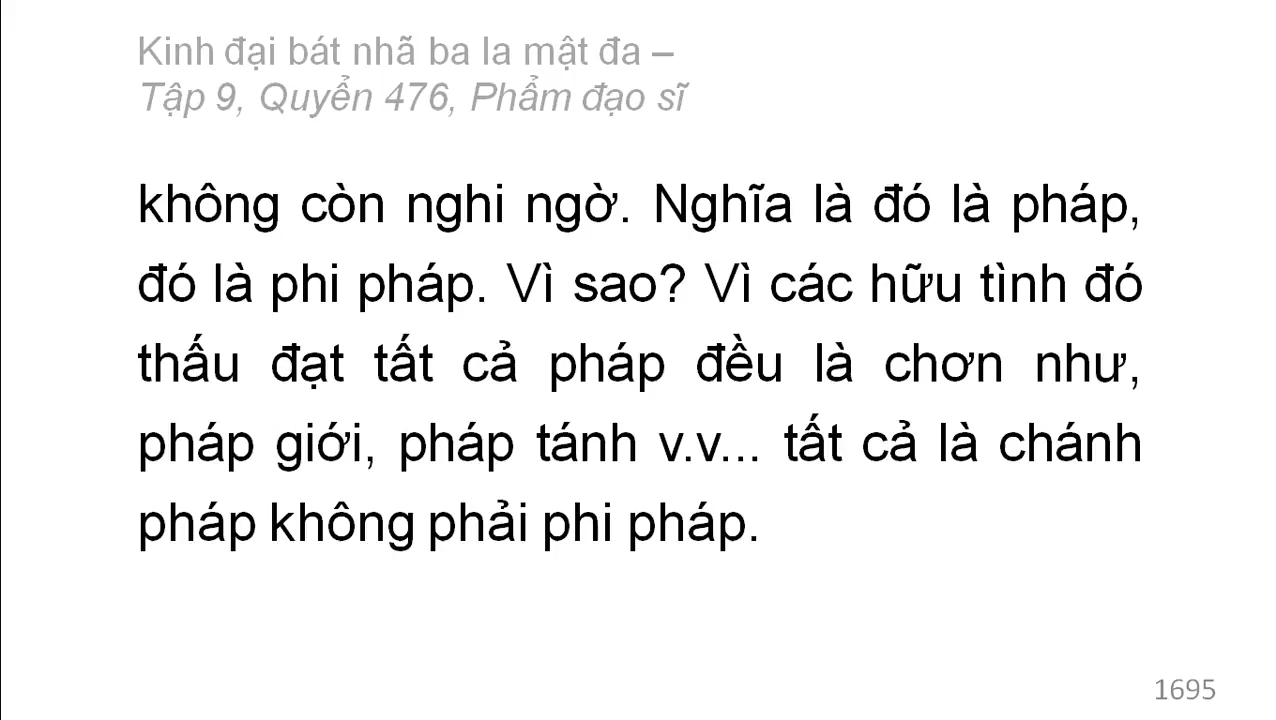 Kinh đại bát nhã ba la mật đa –
Tập 9, Quyển 476, Phẩm đạo sĩ
không còn nghi ngờ. Nghĩa là đó là pháp,
đó là phi pháp. Vì sao? Vì các hữu tình đó
thấu đạt tất cả pháp đều là chơn như,
pháp giới, pháp tánh v.v... tất cả là chánh
pháp không phải phi pháp.
1695